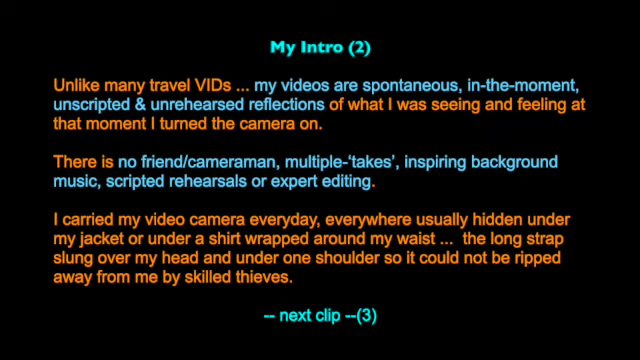 My Intro (2)
Unlike many travel VIDs ... my videos are spontaneous, in-the-moment,
unscripted & unrehearsed reflections of what I was seeing and feeling at
that moment I turned the camera on.
There is no friend/cameraman, multiple-‘takes’, inspiring background
music, scripted rehearsals or expert editing.
I carried my video camera everyday, everywhere usually hidden under
my jacket or under a shirt wrapped around my waist ...  the long strap
slung over my head and under one shoulder so it could not be ripped
away from me by skilled thieves.
-- next clip --(3)